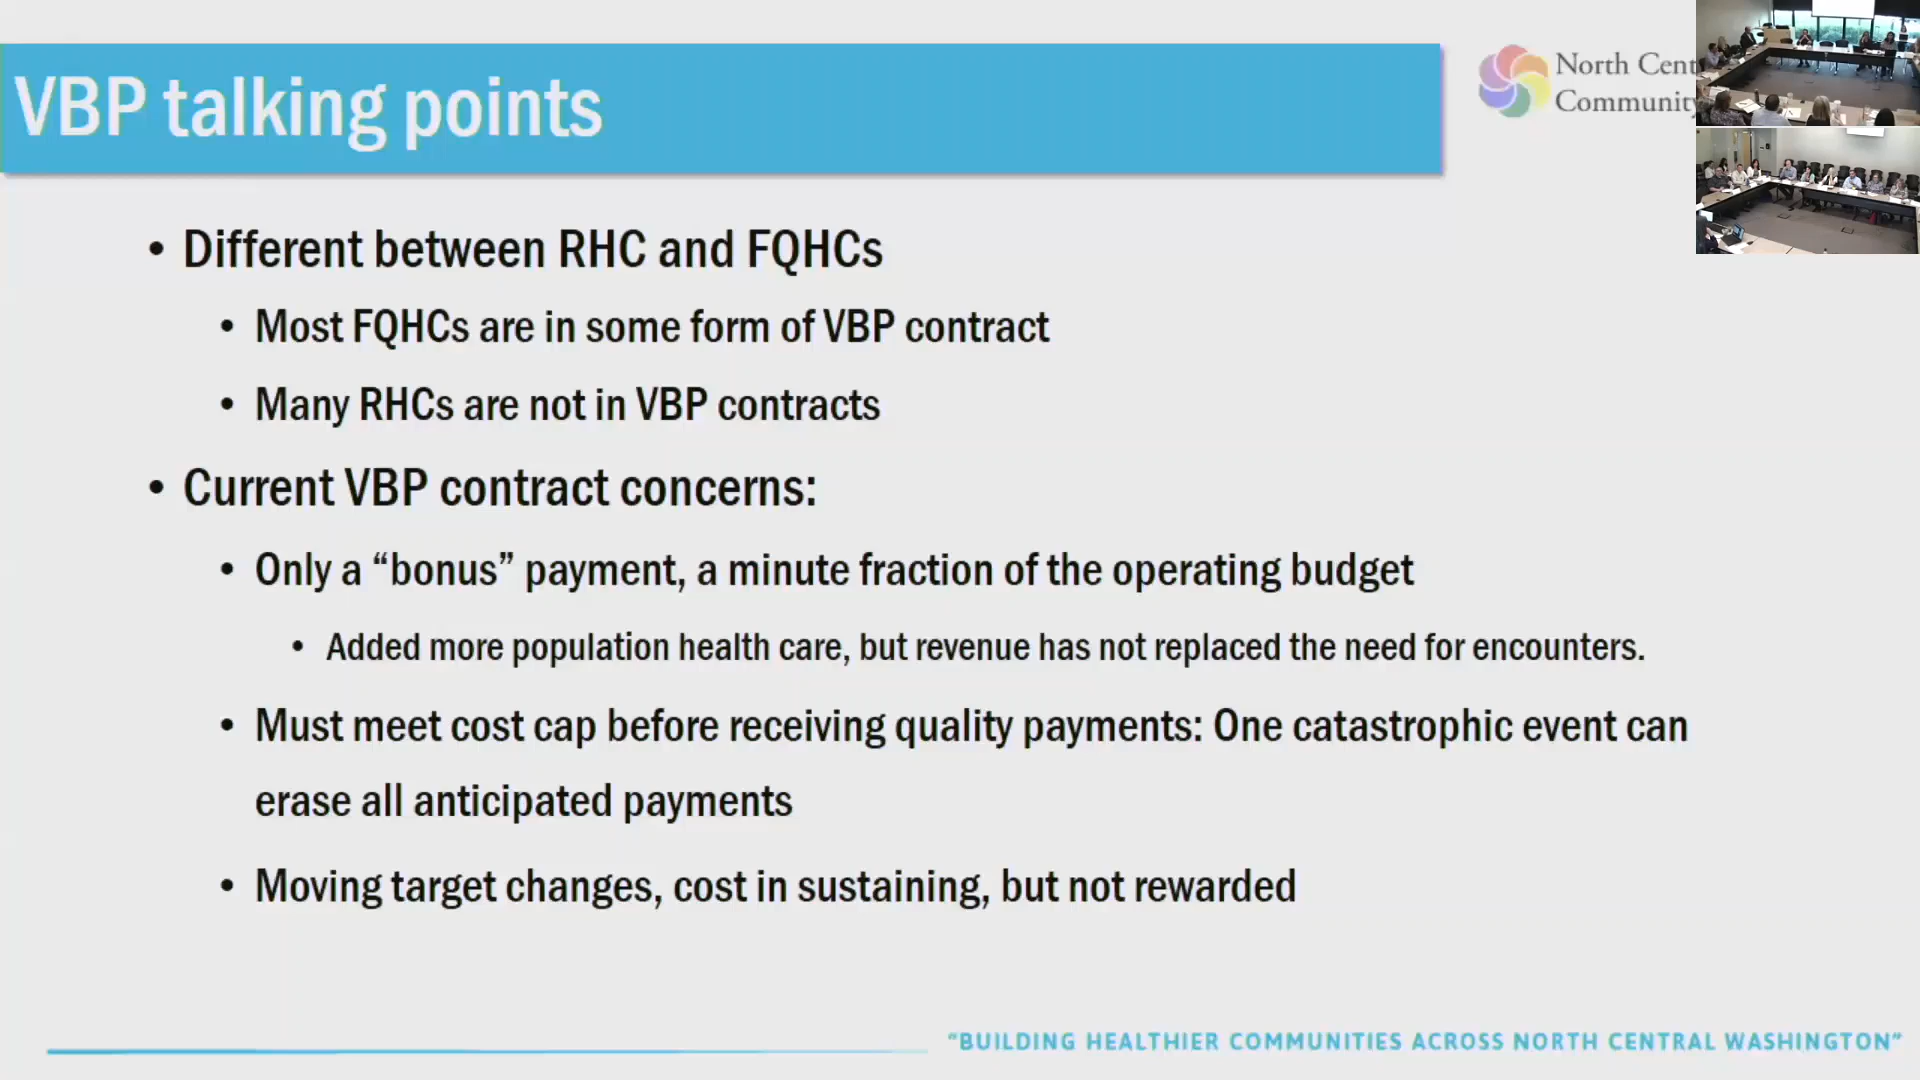 VBP talking points
North Cent
Community
• Different between RHC and FQHCs
• Most FQHCs are in some form of VBP contract
• Many RHCs are not in VBP contracts
• Current VBP contract concerns:
• Only a “bonus” payment, a minute fraction of the operating budget
• Added more population health care, but revenue has not replaced the need for encounters.
• Must meet cost cap before receiving quality payments: One catastrophic event can
erase all anticipated payments
• Moving target changes, cost in sustaining, but not rewarded
“BUILDING HEALTHIER COMMUNITIES ACROSS NORTH CENTRAL WASHINGTON”